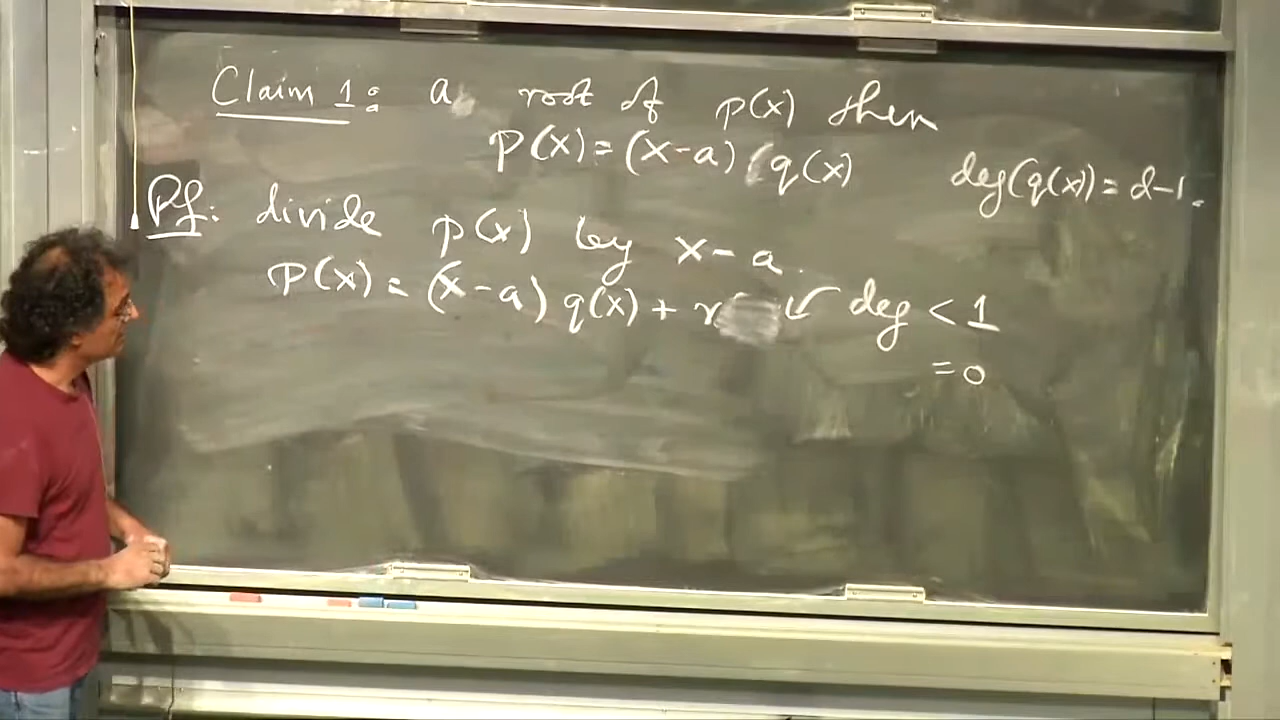 Claim 1: a root of p(x) then
p(x) = (x-a) q(x)
deg(q(x)) = d-1.
Pf: divide p(x) by x-a.
p(x) = (x-a) q(x) + r ↙ deg < 1
= 0